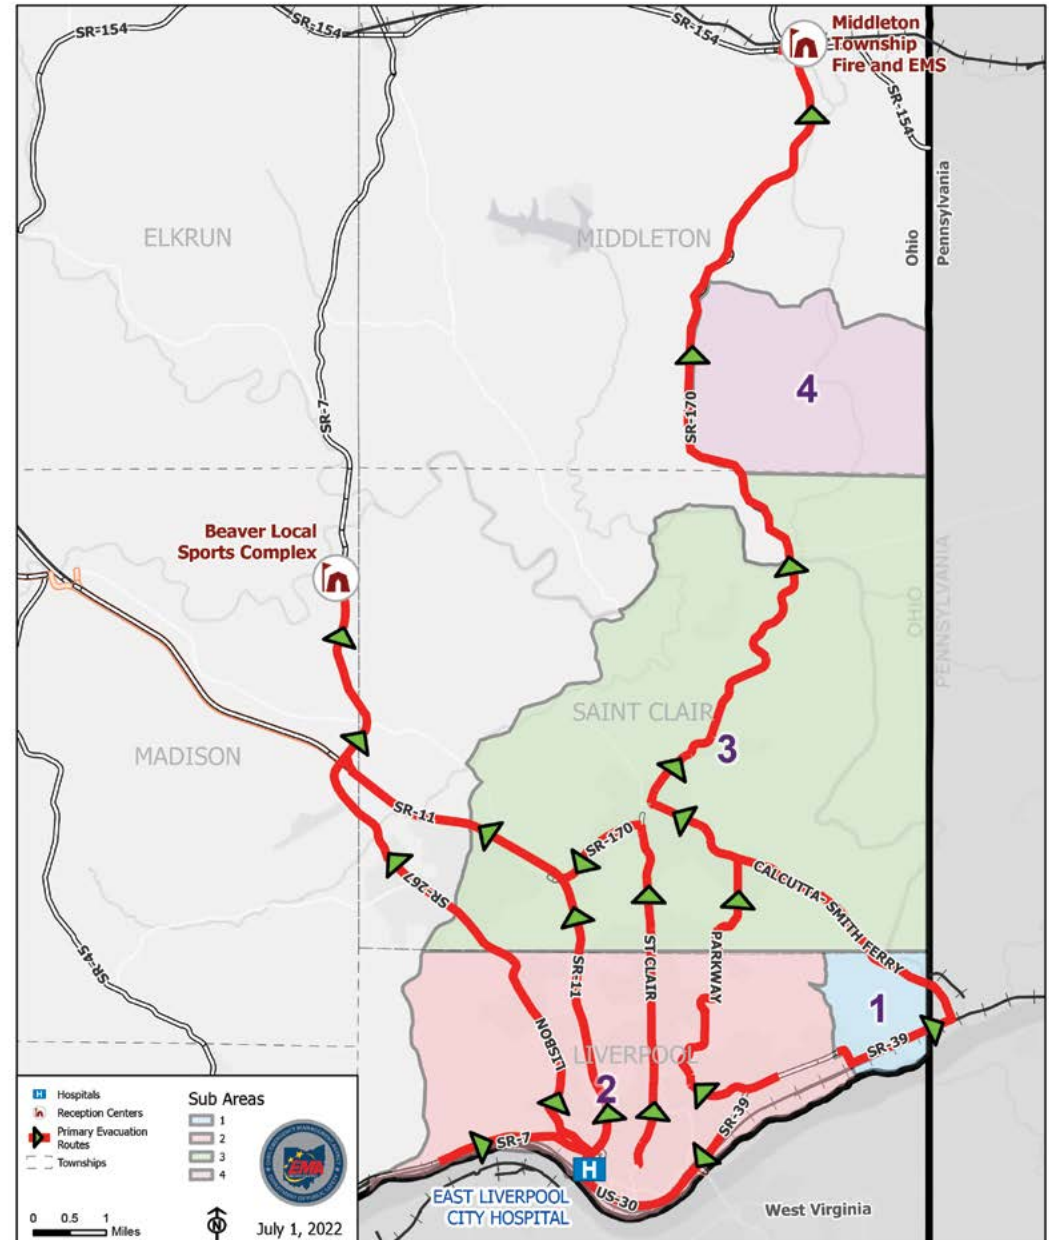 SR-154
SR-154
SR-154
Middleton
Township
Fire and EMS
SR-154
Pennsylvania
Ohio
ELKRUN
MIDDLETON
4
SR-7
SR-170
Beaver Local
Sports Complex
OHIO
PENNSYLVANIA
SAINT CLAIR
3
MADISON
SR-11
SR-170
SR-267
CALCUTTA- SMITH FERRY
SR-45
SR-11
ST CLAIR
PARKWAY
1
SR-39
LISBON
LIVERPOOL
2
SR-39
SR-7
H
US-30
EAST LIVERPOOL
CITY HOSPITAL
West Virginia
H Hospitals
Reception Centers
Primary Evacuation
Routes
Townships
Sub Areas
1
2
3
4
EMA
0 0.5 1
Miles
N
July 1, 2022